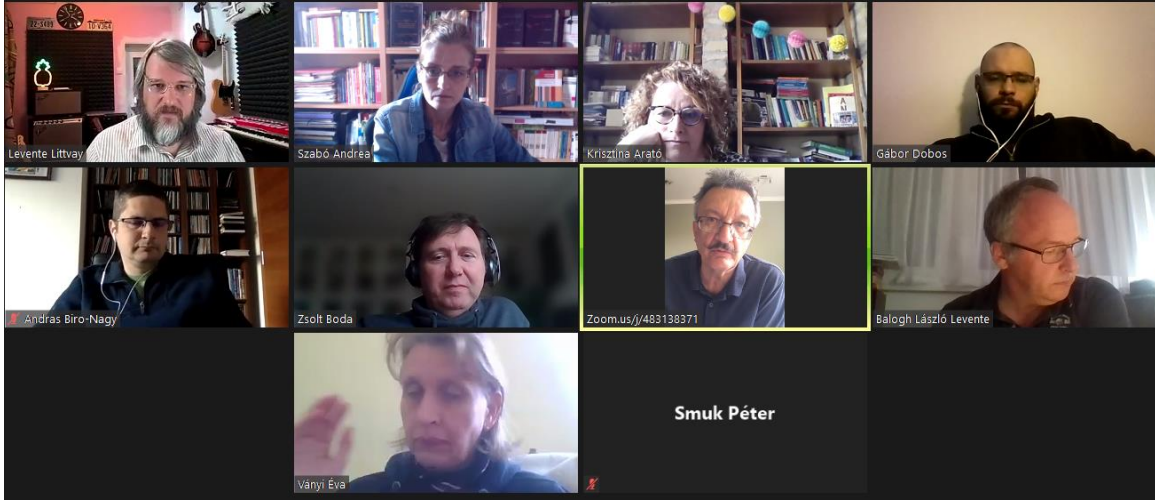 Levente Littvay
Szabó Andrea
Krisztina Arató
Gábor Dobos
Andras Biro-Nagy
Zsolt Boda
Zoom.us/j/483138371
Balogh László Levente
Ványi Éva
Smuk Péter